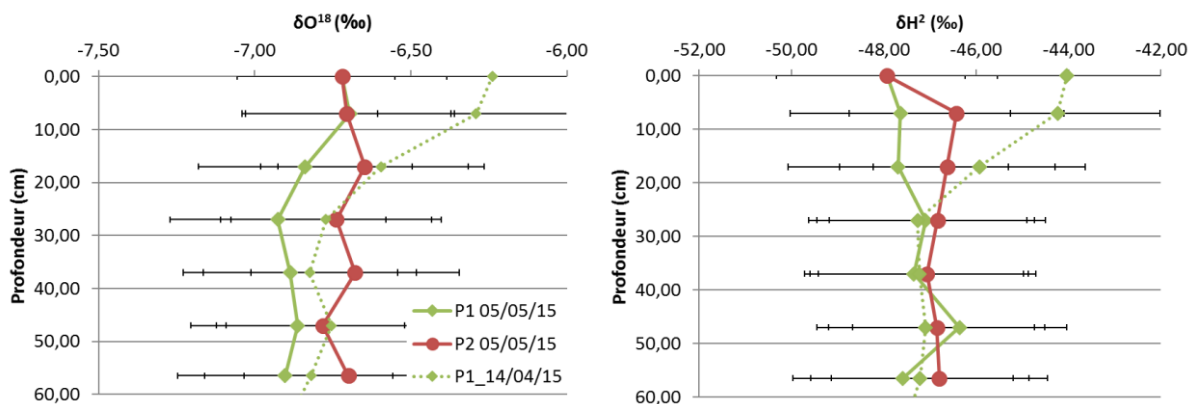 δO¹⁸ (‰)
-7,50 -7,00 -6,50 -6,00
0,00
10,00
20,00
30,00
40,00
50,00
60,00
Profondeur (cm)
P1 05/05/15
P2 05/05/15
P1_14/04/15
δH² (‰)
-52,00 -50,00 -48,00 -46,00 -44,00 -42,00
0,00
10,00
20,00
30,00
40,00
50,00
60,00
Profondeur (cm)